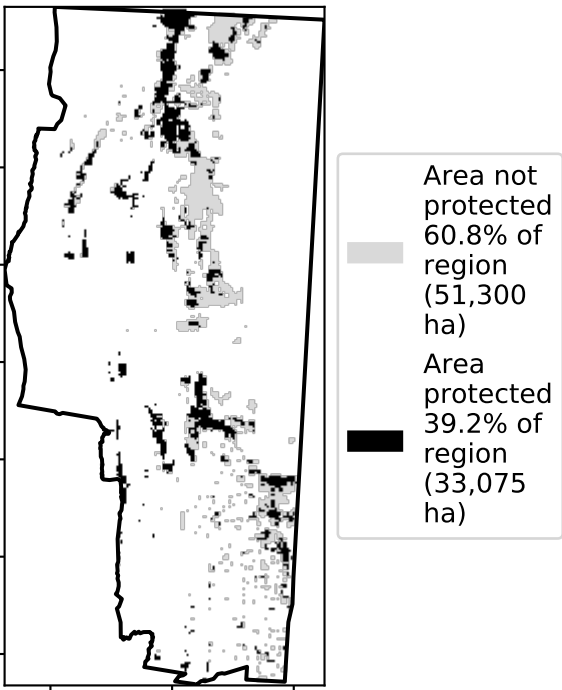 Area not
protected
60.8% of
region
(51,300
ha)
Area
protected
39.2% of
region
(33,075
ha)